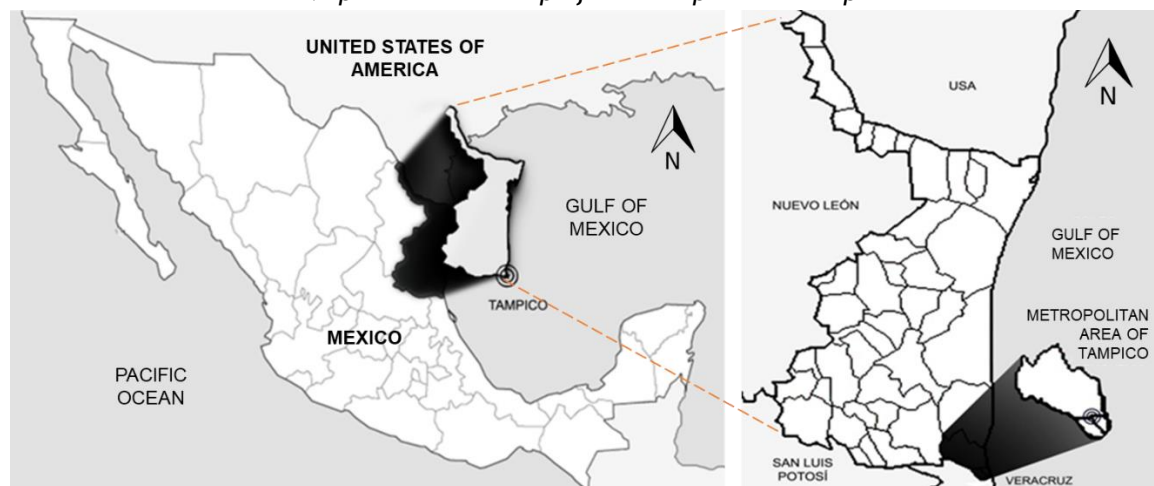 UNITED STATES OF
AMERICA
N
GULF OF
MEXICO
TAMPICO
MEXICO
PACIFIC
OCEAN
USA
N
NUEVO LEÓN
GULF OF
MEXICO
METROPOLITAN
AREA OF
TAMPICO
N
SAN LUIS
POTOSÍ
VERACRUZ